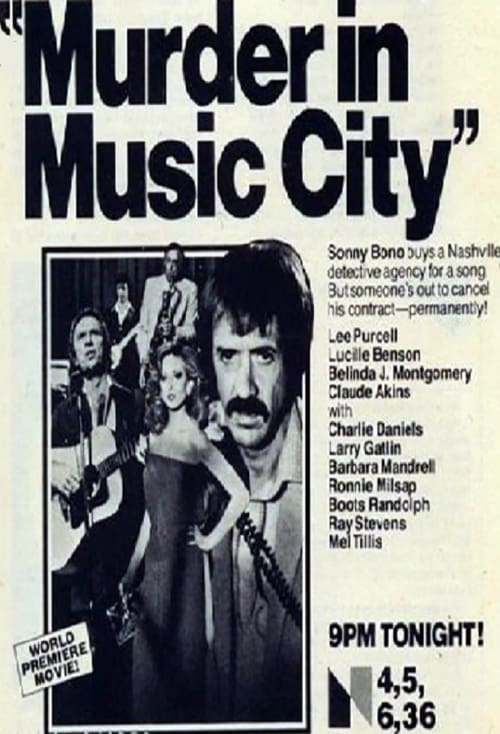 "Murder in
Music City"
Sonny Bono buys a Nashville
detective agency for a song.
But someone's out to cancel
his contract—permanently!
Lee Purcell
Lucille Benson
Belinda J. Montgomery
Claude Akins
with
Charlie Daniels
Larry Gatlin
Barbara Mandrell
Ronnie Milsap
Boots Randolph
Ray Stevens
Mel Tillis
WORLD
PREMIERE
MOVIE!
9PM TONIGHT!
N 4,5,
6,36